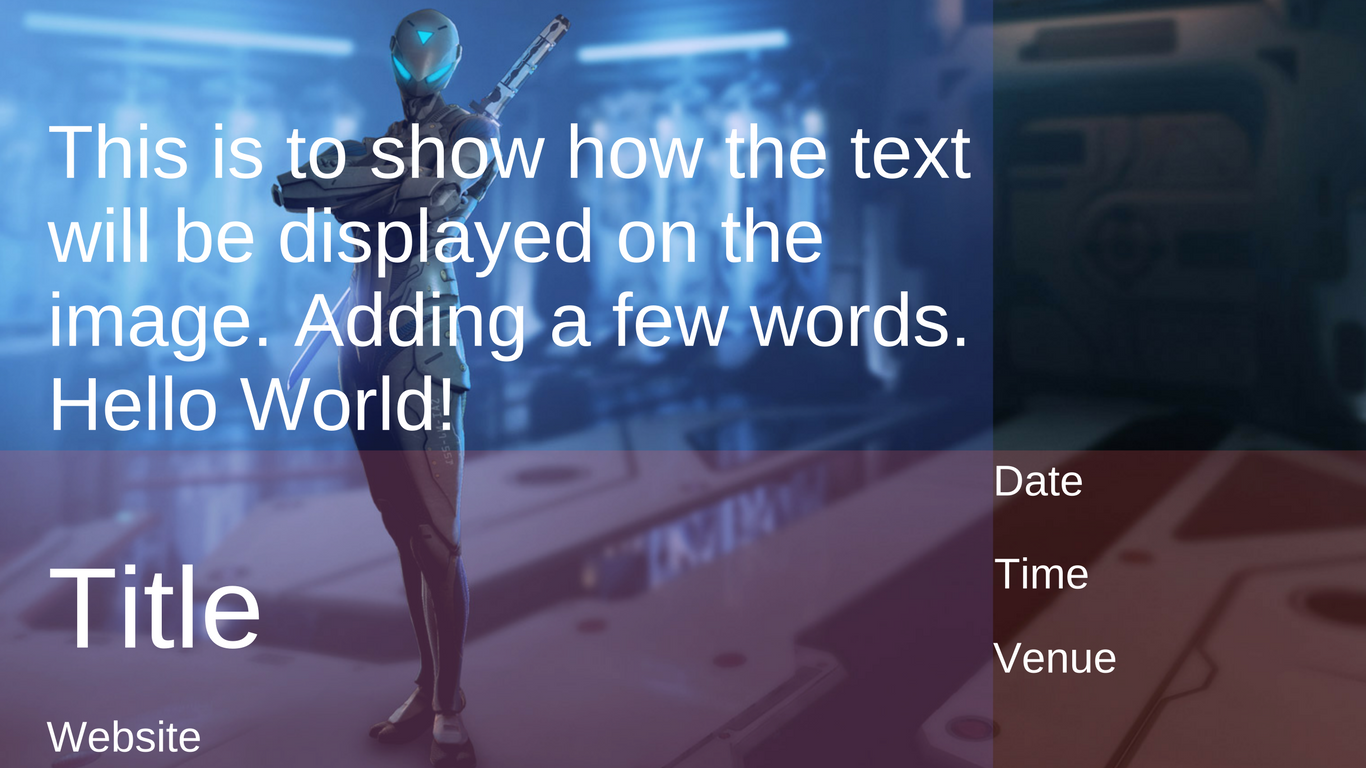 This is to show how the text
will be displayed on the
image. Adding a few words.
Hello World!
Date
Time
Title
Venue
Website